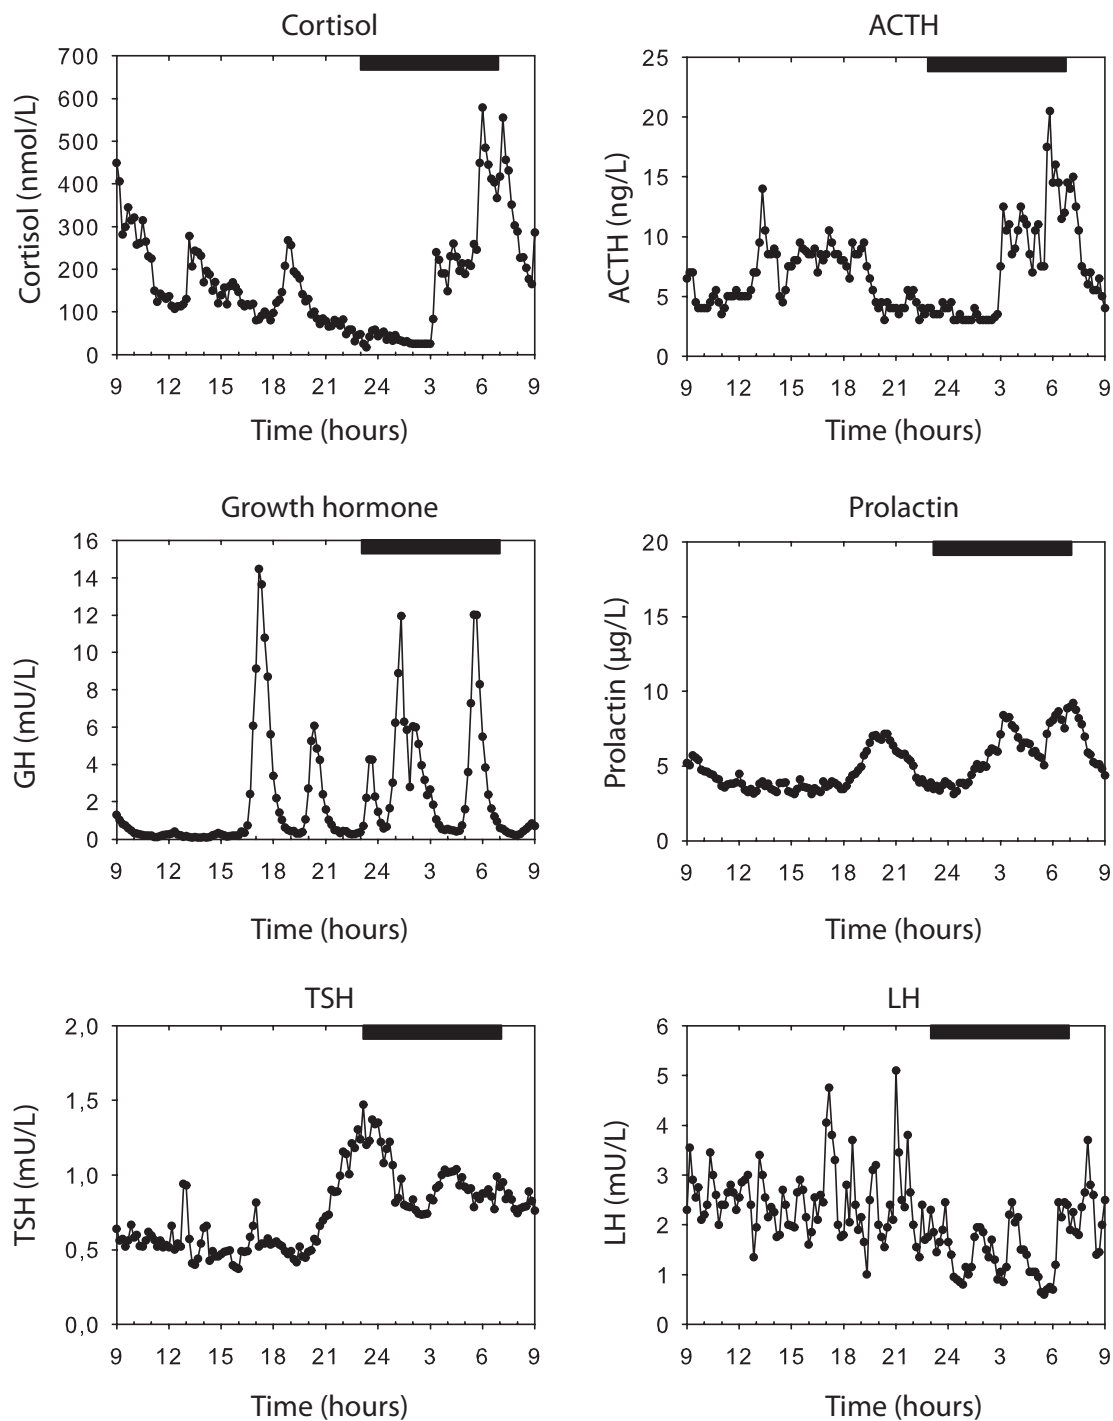 Cortisol
Cortisol (nmol/L)
700
600
500
400
300
200
100
0
9 12 15 18 21 24 3 6 9
Time (hours)
ACTH
ACTH (ng/L)
25
20
15
10
5
0
9 12 15 18 21 24 3 6 9
Time (hours)
Growth hormone
GH (mU/L)
16
14
12
10
8
6
4
2
0
9 12 15 18 21 24 3 6 9
Time (hours)
Prolactin
Prolactin (µg/L)
20
15
10
5
0
9 12 15 18 21 24 3 6 9
Time (hours)
TSH
TSH (mU/L)
2,0
1,5
1,0
0,5
0,0
9 12 15 18 21 24 3 6 9
Time (hours)
LH
LH (mU/L)
6
5
4
3
2
1
0
9 12 15 18 21 24 3 6 9
Time (hours)